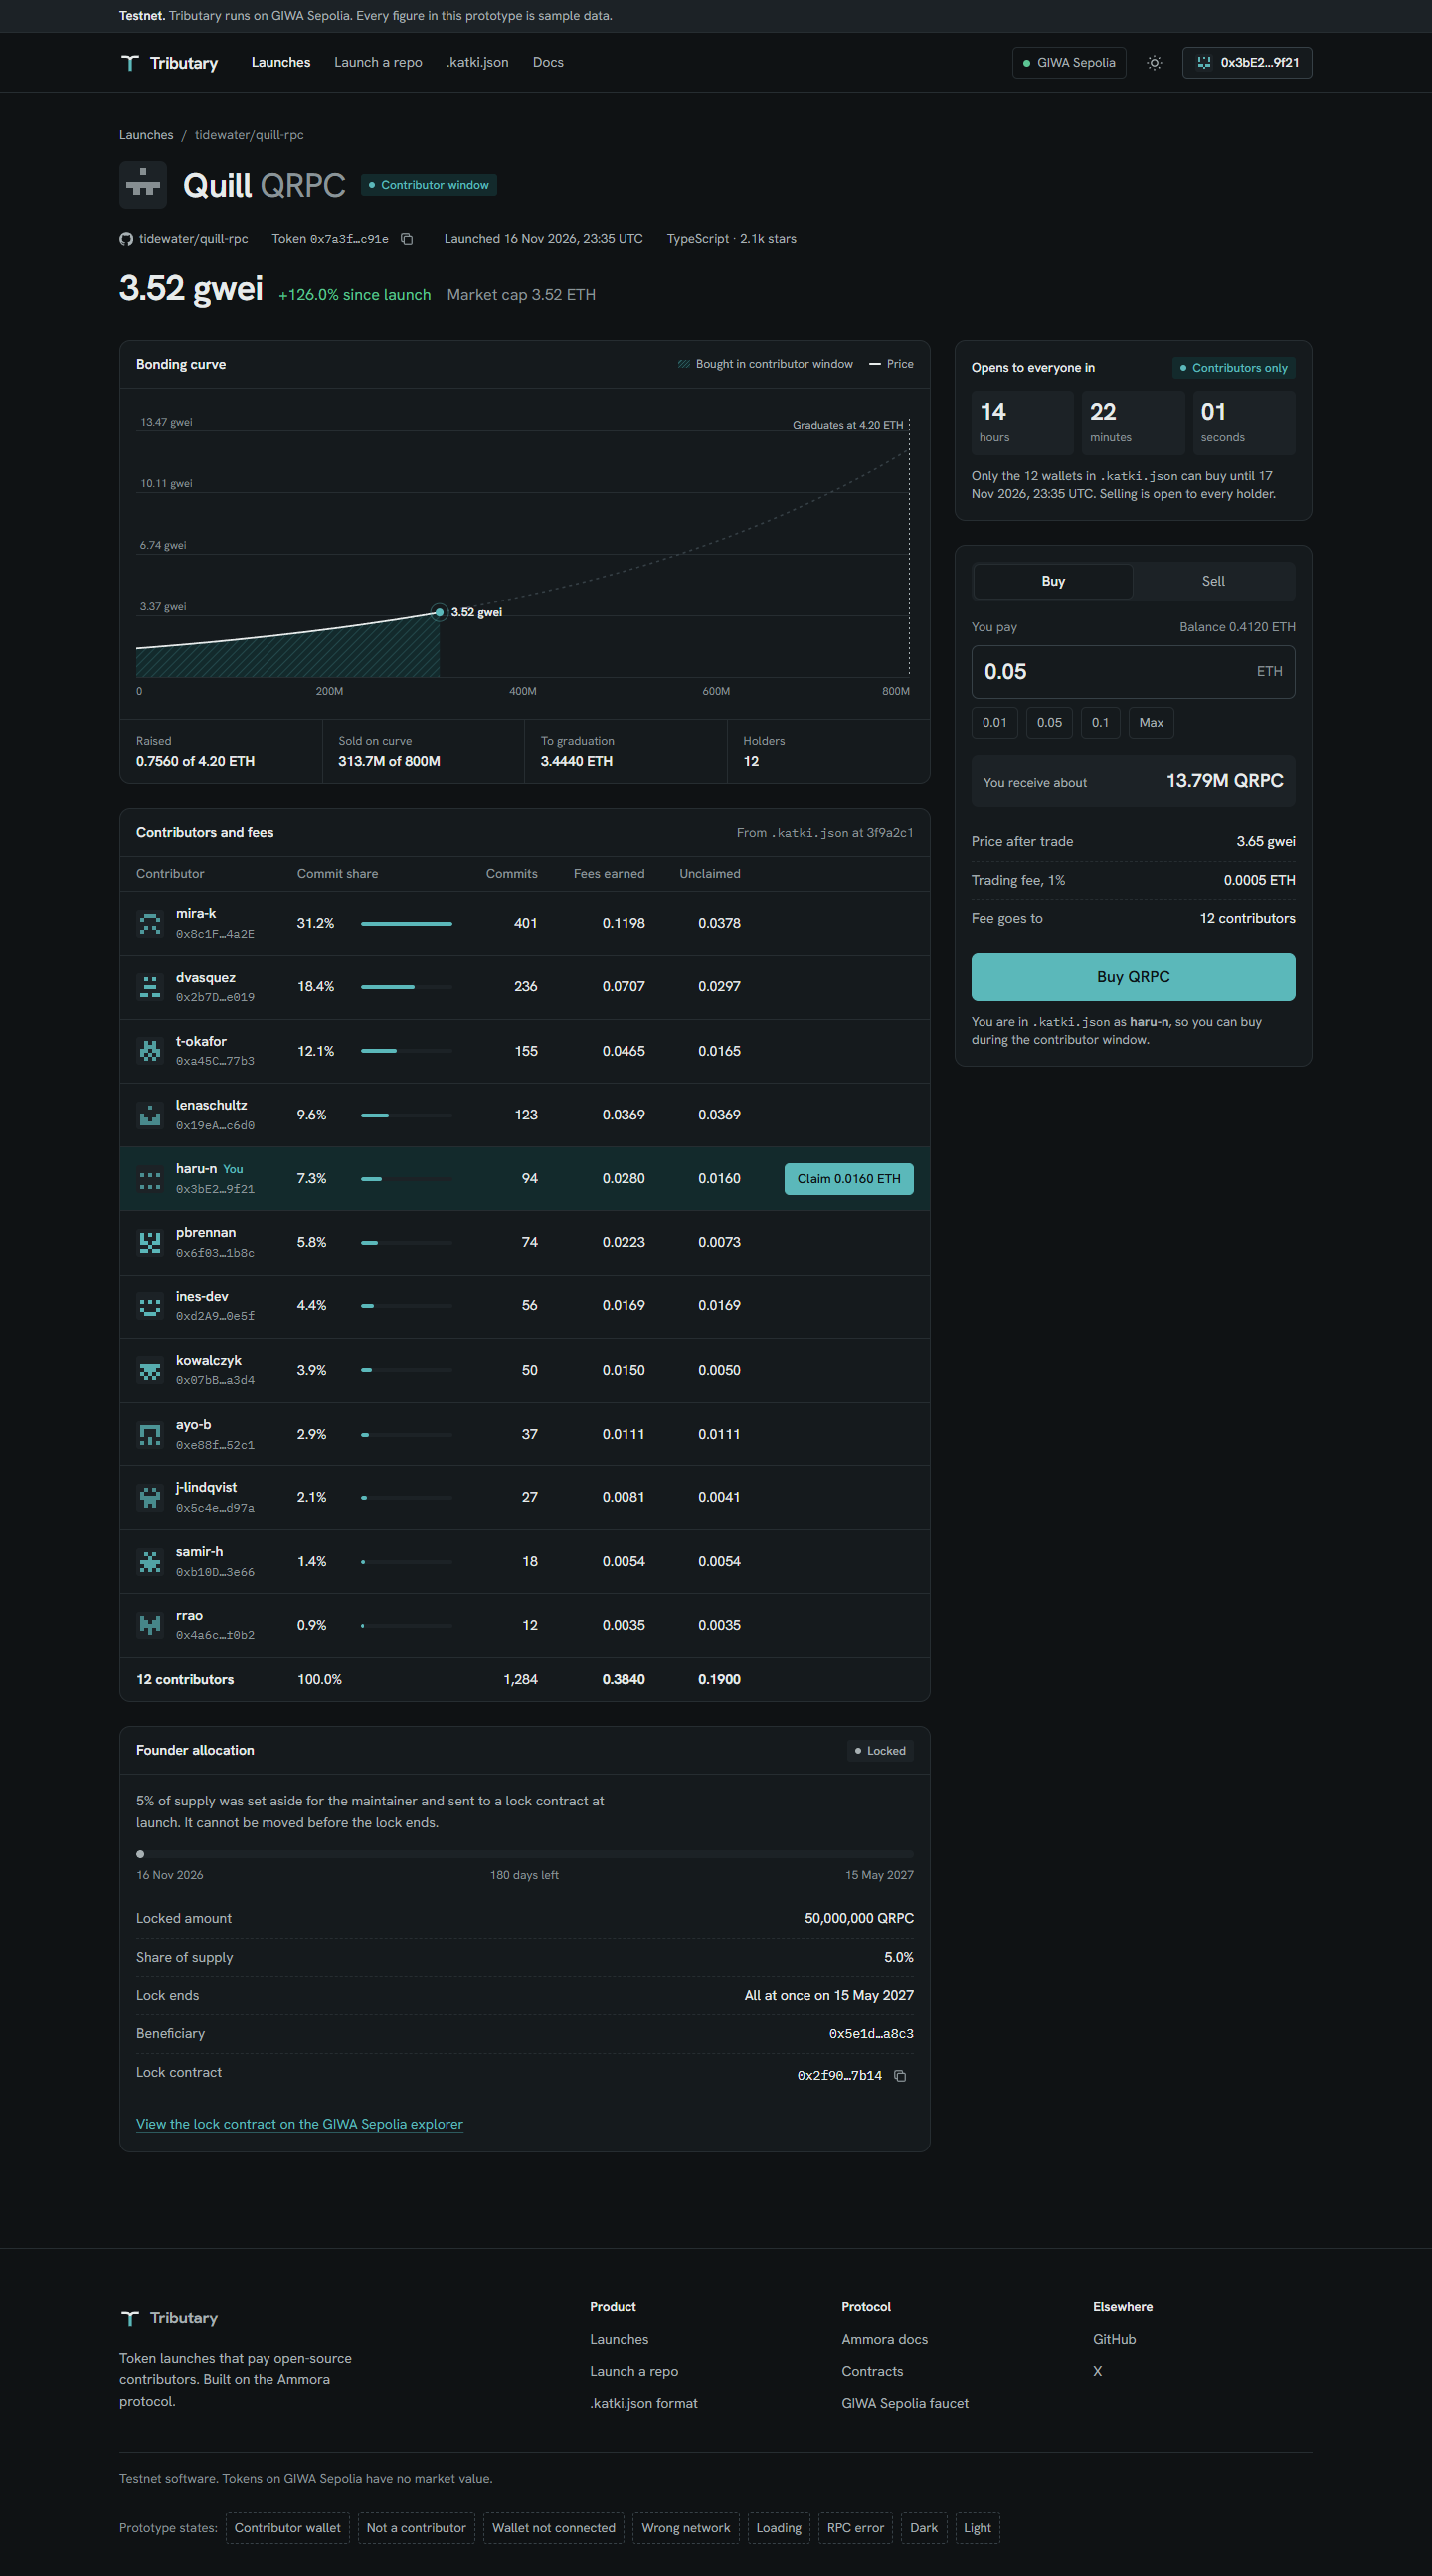 Testnet. Tributary runs on GIWA Sepolia. Every figure in this prototype is sample data.
Tributary
Launches
Launch a repo
.katki.json
Docs
GIWA Sepolia
0x3bE2…9f21
Launches / tidewater/quill-rpc
Quill QRPC
Contributor window
tidewater/quill-rpc
Token 0x7a3f…c91e
Launched 16 Nov 2026, 23:35 UTC
TypeScript · 2.1k stars
3.52 gwei +126.0% since launch Market cap 3.52 ETH
Bonding curve
Bought in contributor window
Price
13.47 gwei
Graduates at 4.20 ETH
10.11 gwei
6.74 gwei
3.37 gwei
3.52 gwei
0 200M 400M 600M 800M
Raised
0.7560 of 4.20 ETH
Sold on curve
313.7M of 800M
To graduation
3.4440 ETH
Holders
12
Opens to everyone in
Contributors only
14 hours
22 minutes
01 seconds
Only the 12 wallets in .katki.json can buy until 17
Nov 2026, 23:35 UTC. Selling is open to every holder.
Buy
Sell
You pay
Balance 0.4120 ETH
0.05
ETH
0.01 0.05 0.1 Max
You receive about 13.79M QRPC
Price after trade 3.65 gwei
Trading fee, 1% 0.0005 ETH
Fee goes to 12 contributors
Buy QRPC
You are in .katki.json as haru-n, so you can buy
during the contributor window.
Contributors and fees
From .katki.json at 3f9a2c1
Contributor Commit share Commits Fees earned Unclaimed
mira-k
0x8c1F…4a2E
31.2% 401 0.1198 0.0378
dvasquez
0x2b7D…e019
18.4% 236 0.0707 0.0297
t-okafor
0xa45C…77b3
12.1% 155 0.0465 0.0165
lenaschultz
0x19eA…c6d0
9.6% 123 0.0369 0.0369
haru-n You
0x3bE2…9f21
7.3% 94 0.0280 0.0160
Claim 0.0160 ETH
pbrennan
0x6f03…1b8c
5.8% 74 0.0223 0.0073
ines-dev
0xd2A9…0e5f
4.4% 56 0.0169 0.0169
kowalczyk
0x07bB…a3d4
3.9% 50 0.0150 0.0050
ayo-b
0xe88f…52c1
2.9% 37 0.0111 0.0111
j-lindqvist
0x5c4e…d97a
2.1% 27 0.0081 0.0041
samir-h
0xb10D…3e66
1.4% 18 0.0054 0.0054
rrao
0x4a6c…f0b2
0.9% 12 0.0035 0.0035
12 contributors 100.0% 1,284 0.3840 0.1900
Founder allocation
Locked
5% of supply was set aside for the maintainer and sent to a lock contract at
launch. It cannot be moved before the lock ends.
16 Nov 2026 180 days left 15 May 2027
Locked amount 50,000,000 QRPC
Share of supply 5.0%
Lock ends All at once on 15 May 2027
Beneficiary 0x5e1d…a8c3
Lock contract 0x2f90…7b14
View the lock contract on the GIWA Sepolia explorer
Tributary
Token launches that pay open-source
contributors. Built on the Ammora
protocol.
Product
Launches
Launch a repo
.katki.json format
Protocol
Ammora docs
Contracts
GIWA Sepolia faucet
Elsewhere
GitHub
X
Testnet software. Tokens on GIWA Sepolia have no market value.
Prototype states: Contributor wallet Not a contributor Wallet not connected Wrong network Loading RPC error Dark Light